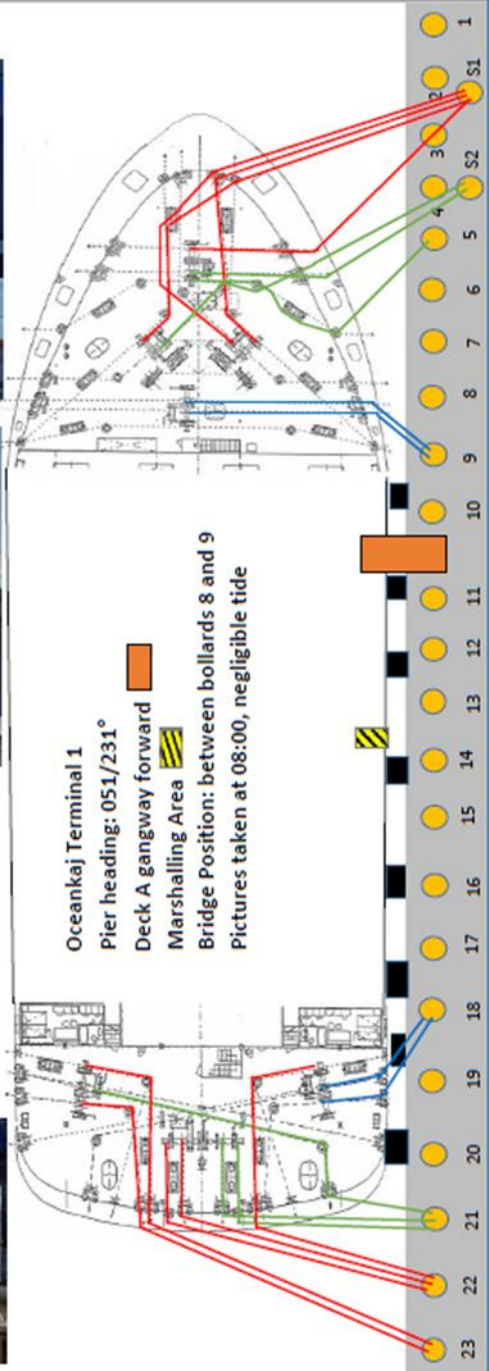 Oceankaj Terminal 1
Pier heading: 051/231°
Deck A gangway forward
Marshalling Area
Bridge Position: between bollards 8 and 9
Pictures taken at 08:00, negligible tide
23 22 21 20 19 18 17 16 15 14 13 12 11 10 9 8 7 6 5 4 S2 3 2 S1 1